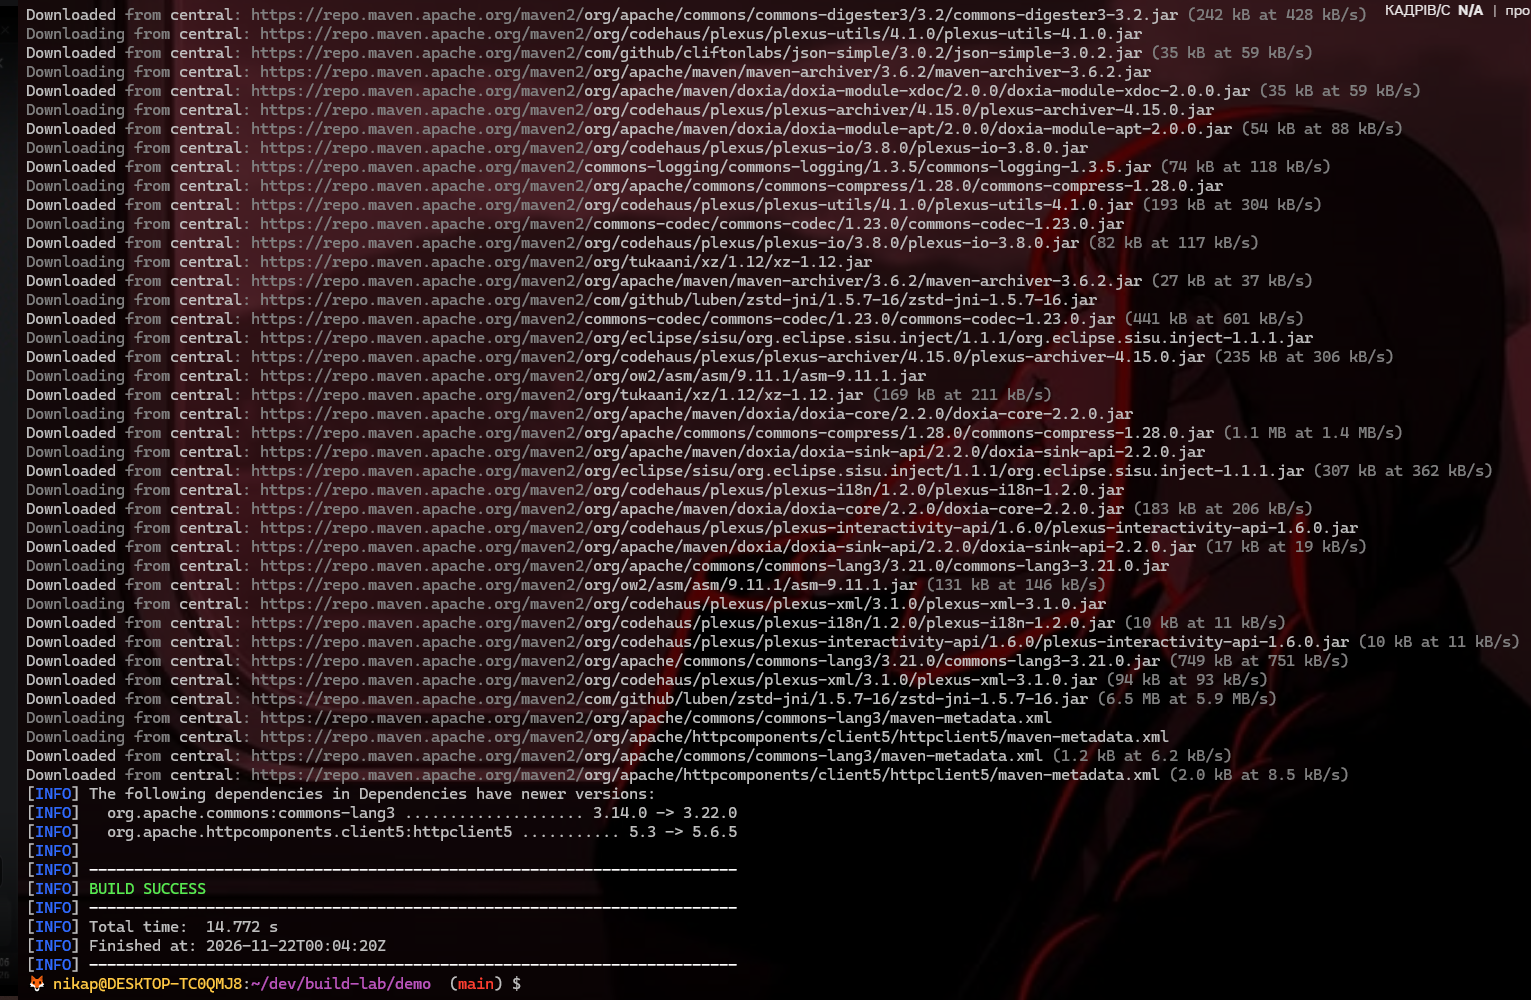 Downloaded from central: https://repo.maven.apache.org/maven2/org/apache/commons/commons-digester3/3.2/commons-digester3-3.2.jar (242 kB at 428 kB/s)
КАДРІВ/С N/A | про
Downloading from central: https://repo.maven.apache.org/maven2/org/codehaus/plexus/plexus-utils/4.1.0/plexus-utils-4.1.0.jar
Downloaded from central: https://repo.maven.apache.org/maven2/com/github/cliftonlabs/json-simple/3.0.2/json-simple-3.0.2.jar (35 kB at 59 kB/s)
Downloading from central: https://repo.maven.apache.org/maven2/org/apache/maven/maven-archiver/3.6.2/maven-archiver-3.6.2.jar
Downloaded from central: https://repo.maven.apache.org/maven2/org/apache/maven/doxia/doxia-module-xdoc/2.0.0/doxia-module-xdoc-2.0.0.jar (35 kB at 59 kB/s)
Downloading from central: https://repo.maven.apache.org/maven2/org/codehaus/plexus/plexus-archiver/4.15.0/plexus-archiver-4.15.0.jar
Downloaded from central: https://repo.maven.apache.org/maven2/org/apache/maven/doxia/doxia-module-apt/2.0.0/doxia-module-apt-2.0.0.jar (54 kB at 88 kB/s)
Downloading from central: https://repo.maven.apache.org/maven2/org/codehaus/plexus/plexus-io/3.8.0/plexus-io-3.8.0.jar
Downloaded from central: https://repo.maven.apache.org/maven2/commons-logging/commons-logging/1.3.5/commons-logging-1.3.5.jar (74 kB at 118 kB/s)
Downloading from central: https://repo.maven.apache.org/maven2/org/apache/commons/commons-compress/1.28.0/commons-compress-1.28.0.jar
Downloaded from central: https://repo.maven.apache.org/maven2/org/codehaus/plexus/plexus-utils/4.1.0/plexus-utils-4.1.0.jar (193 kB at 304 kB/s)
Downloading from central: https://repo.maven.apache.org/maven2/commons-codec/commons-codec/1.23.0/commons-codec-1.23.0.jar
Downloaded from central: https://repo.maven.apache.org/maven2/org/codehaus/plexus/plexus-io/3.8.0/plexus-io-3.8.0.jar (82 kB at 117 kB/s)
Downloading from central: https://repo.maven.apache.org/maven2/org/tukaani/xz/1.12/xz-1.12.jar
Downloaded from central: https://repo.maven.apache.org/maven2/org/apache/maven/maven-archiver/3.6.2/maven-archiver-3.6.2.jar (27 kB at 37 kB/s)
Downloading from central: https://repo.maven.apache.org/maven2/com/github/luben/zstd-jni/1.5.7-16/zstd-jni-1.5.7-16.jar
Downloaded from central: https://repo.maven.apache.org/maven2/commons-codec/commons-codec/1.23.0/commons-codec-1.23.0.jar (441 kB at 601 kB/s)
Downloading from central: https://repo.maven.apache.org/maven2/org/eclipse/sisu/org.eclipse.sisu.inject/1.1.1/org.eclipse.sisu.inject-1.1.1.jar
Downloaded from central: https://repo.maven.apache.org/maven2/org/codehaus/plexus/plexus-archiver/4.15.0/plexus-archiver-4.15.0.jar (235 kB at 306 kB/s)
Downloading from central: https://repo.maven.apache.org/maven2/org/ow2/asm/asm/9.11.1/asm-9.11.1.jar
Downloaded from central: https://repo.maven.apache.org/maven2/org/tukaani/xz/1.12/xz-1.12.jar (169 kB at 211 kB/s)
Downloading from central: https://repo.maven.apache.org/maven2/org/apache/maven/doxia/doxia-core/2.2.0/doxia-core-2.2.0.jar
Downloaded from central: https://repo.maven.apache.org/maven2/org/apache/commons/commons-compress/1.28.0/commons-compress-1.28.0.jar (1.1 MB at 1.4 MB/s)
Downloading from central: https://repo.maven.apache.org/maven2/org/apache/maven/doxia/doxia-sink-api/2.2.0/doxia-sink-api-2.2.0.jar
Downloaded from central: https://repo.maven.apache.org/maven2/org/eclipse/sisu/org.eclipse.sisu.inject/1.1.1/org.eclipse.sisu.inject-1.1.1.jar (307 kB at 362 kB/s)
Downloading from central: https://repo.maven.apache.org/maven2/org/codehaus/plexus/plexus-i18n/1.2.0/plexus-i18n-1.2.0.jar
Downloaded from central: https://repo.maven.apache.org/maven2/org/apache/maven/doxia/doxia-core/2.2.0/doxia-core-2.2.0.jar (183 kB at 206 kB/s)
Downloading from central: https://repo.maven.apache.org/maven2/org/codehaus/plexus/plexus-interactivity-api/1.6.0/plexus-interactivity-api-1.6.0.jar
Downloaded from central: https://repo.maven.apache.org/maven2/org/apache/maven/doxia/doxia-sink-api/2.2.0/doxia-sink-api-2.2.0.jar (17 kB at 19 kB/s)
Downloading from central: https://repo.maven.apache.org/maven2/org/apache/commons/commons-lang3/3.21.0/commons-lang3-3.21.0.jar
Downloaded from central: https://repo.maven.apache.org/maven2/org/ow2/asm/asm/9.11.1/asm-9.11.1.jar (131 kB at 146 kB/s)
Downloading from central: https://repo.maven.apache.org/maven2/org/codehaus/plexus/plexus-xml/3.1.0/plexus-xml-3.1.0.jar
Downloaded from central: https://repo.maven.apache.org/maven2/org/codehaus/plexus/plexus-i18n/1.2.0/plexus-i18n-1.2.0.jar (10 kB at 11 kB/s)
Downloaded from central: https://repo.maven.apache.org/maven2/org/codehaus/plexus/plexus-interactivity-api/1.6.0/plexus-interactivity-api-1.6.0.jar (10 kB at 11 kB/s)
Downloaded from central: https://repo.maven.apache.org/maven2/org/apache/commons/commons-lang3/3.21.0/commons-lang3-3.21.0.jar (749 kB at 751 kB/s)
Downloaded from central: https://repo.maven.apache.org/maven2/org/codehaus/plexus/plexus-xml/3.1.0/plexus-xml-3.1.0.jar (94 kB at 93 kB/s)
Downloaded from central: https://repo.maven.apache.org/maven2/com/github/luben/zstd-jni/1.5.7-16/zstd-jni-1.5.7-16.jar (6.5 MB at 5.9 MB/s)
Downloading from central: https://repo.maven.apache.org/maven2/org/apache/commons/commons-lang3/maven-metadata.xml
Downloading from central: https://repo.maven.apache.org/maven2/org/apache/httpcomponents/client5/httpclient5/maven-metadata.xml
Downloaded from central: https://repo.maven.apache.org/maven2/org/apache/commons/commons-lang3/maven-metadata.xml (1.2 kB at 6.2 kB/s)
Downloaded from central: https://repo.maven.apache.org/maven2/org/apache/httpcomponents/client5/httpclient5/maven-metadata.xml (2.0 kB at 8.5 kB/s)
[INFO] The following dependencies in Dependencies have newer versions:
[INFO]   org.apache.commons:commons-lang3 .................... 3.14.0 -> 3.22.0
[INFO]   org.apache.httpcomponents.client5:httpclient5 ........... 5.3 -> 5.6.5
[INFO]
[INFO] ------------------------------------------------------------------------
[INFO] BUILD SUCCESS
[INFO] ------------------------------------------------------------------------
[INFO] Total time:  14.772 s
[INFO] Finished at: 2026-11-22T00:04:20Z
[INFO] ------------------------------------------------------------------------
🦊 nikap@DESKTOP-TC0QMJ8:~/dev/build-lab/demo  (main) $